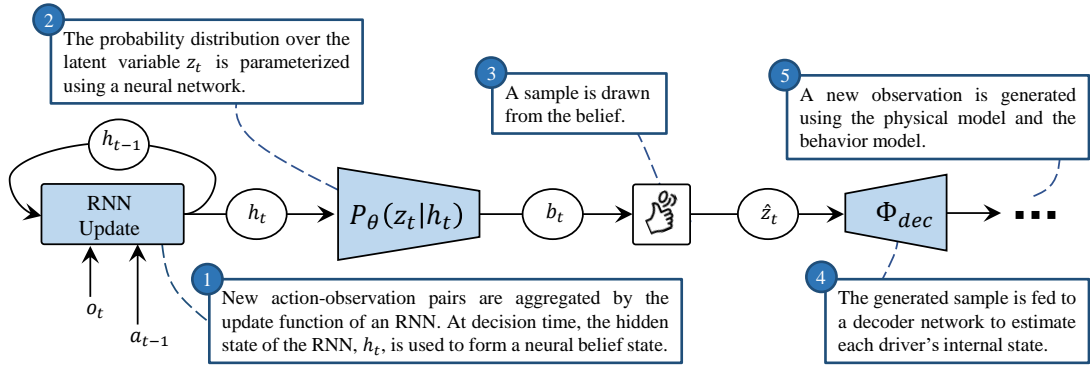 2
The probability distribution over the
latent variable z_t is parameterized
using a neural network.
3
A sample is drawn
from the belief.
5
A new observation is generated
using the physical model and the
behavior model.
h_{t-1}
RNN
Update
h_t
P_θ(z_t|h_t)
b_t
ẑ_t
Φ_{dec}
...
o_t
a_{t-1}
1
New action-observation pairs are aggregated by the
update function of an RNN. At decision time, the hidden
state of the RNN, h_t, is used to form a neural belief state.
4
The generated sample is fed to
a decoder network to estimate
each driver's internal state.